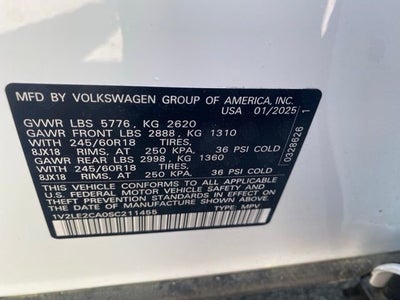 MFD BY VOLKSWAGEN GROUP OF AMERICA, INC.
USA 01/2025
GVWR LBS 5776, KG 2620
GAWR FRONT LBS 2888, KG 1310
WITH 245/60R18 TIRES,
8JX18 RIMS, AT 250 KPA. 36 PSI COLD
GAWR REAR LBS 2998, KG 1360
WITH 245/60R18 TIRES,
8JX18 RIMS, AT 250 KPA. 36 PSI COLD
THIS VEHICLE CONFORMS TO ALL APPLICABLE
U.S. FEDERAL MOTOR VEHICLE SAFETY AND
THEFT PREVENTION STANDARDS IN EFFECT ON
THE DATE OF MANUFACTURE SHOWN ABOVE.
1V2LE2CA0SC211455 TYPE: MPV
0328626 1